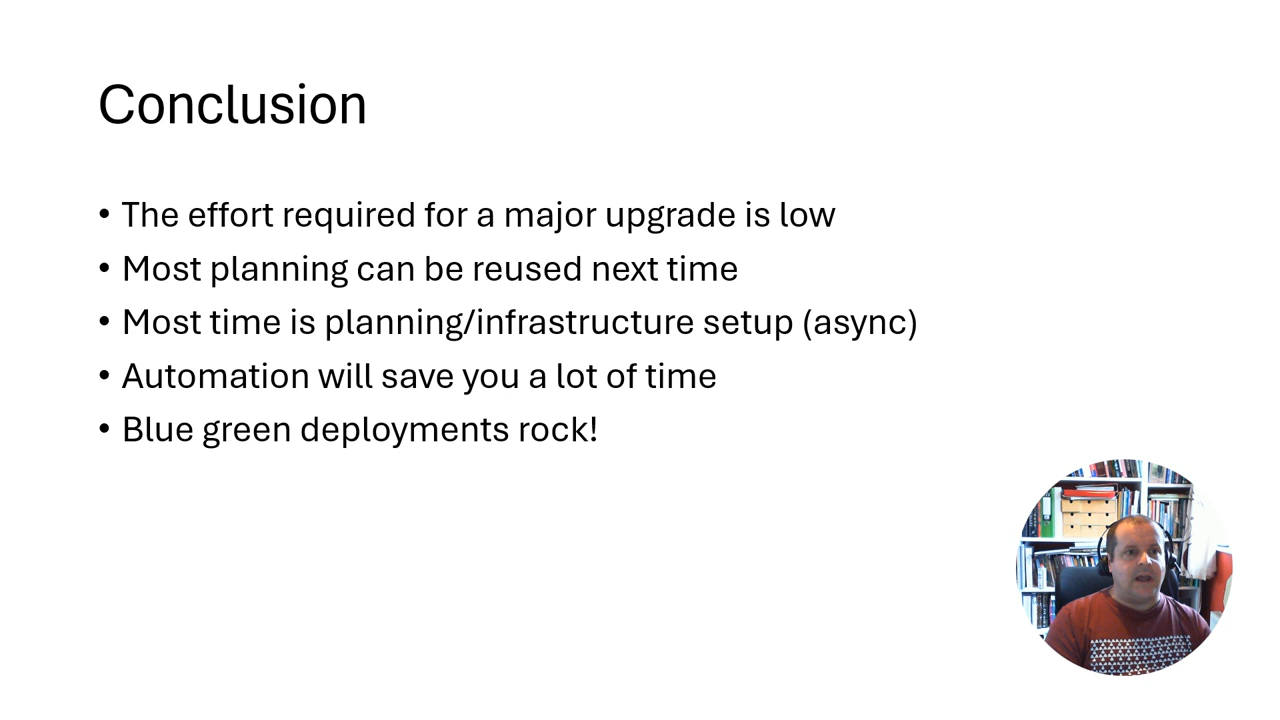 Conclusion
• The effort required for a major upgrade is low
• Most planning can be reused next time
• Most time is planning/infrastructure setup (async)
• Automation will save you a lot of time
• Blue green deployments rock!